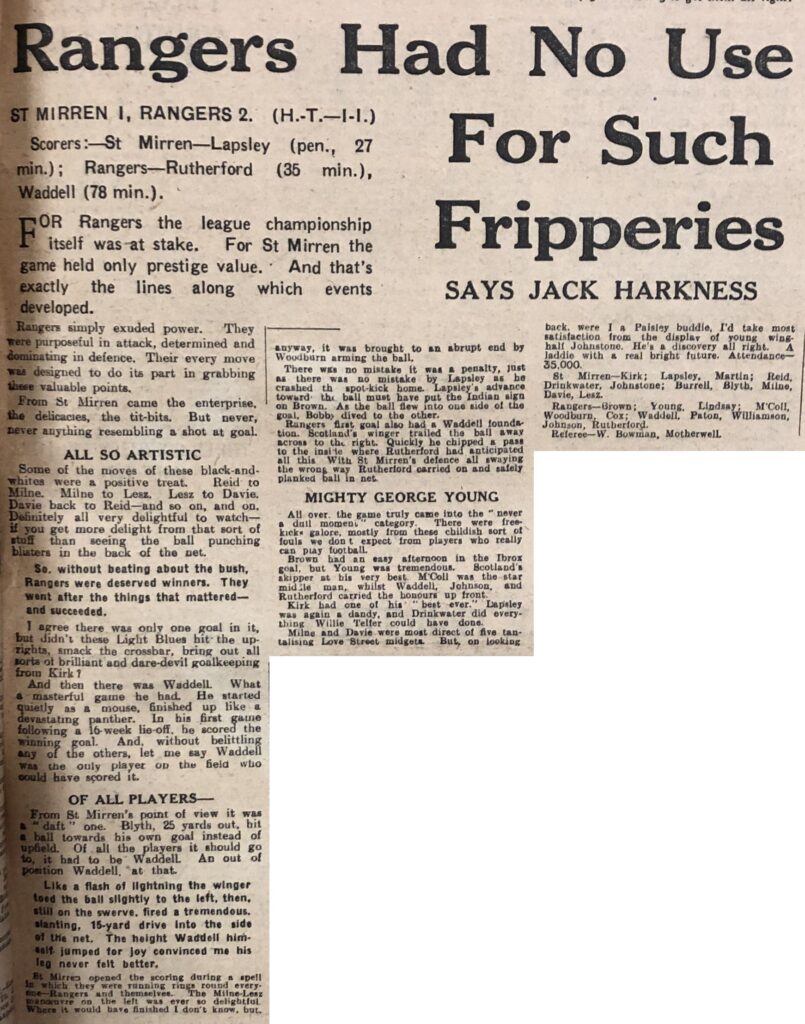 Rangers Had No Use
For Such
Fripperies
SAYS JACK HARKNESS
ST MIRREN 1, RANGERS 2. (H.-T.—1-1.)
Scorers:—St Mirren—Lapsley (pen., 27
min.); Rangers—Rutherford (35 min.),
Waddell (78 min.).
FOR Rangers the league championship
itself was at stake. For St Mirren the
game held only prestige value. And that's
exactly the lines along which events
developed.
Rangers simply exuded power. They
were purposeful in attack, determined and
dominating in defence. Their every move
was designed to do its part in grabbing
these valuable points.
From St Mirren came the enterprise,
the delicacies, the tit-bits. But never,
never anything resembling a shot at goal.
ALL SO ARTISTIC
Some of the moves of these black-and-
whites were a positive treat. Reid to
Milne. Milne to Lesz. Lesz to Davie.
Davie back to Reid—and so on, and on.
Definitely all very delightful to watch—
if you get more delight from that sort of
stuff than seeing the ball punching
blisters in the back of the net.
So, without beating about the bush,
Rangers were deserved winners. They
went after the things that mattered—
and succeeded.
I agree there was only one goal in it,
but didn't these Light Blues hit the up-
rights, smack the crossbar, bring out all
sorts of brilliant and dare-devil goalkeeping
from Kirk?
And then there was Waddell. What
a masterful game he had. He started
quietly as a mouse, finished up like a
devastating panther. In his first game
following a 16-week lie-off, he scored the
winning goal. And, without belittling
any of the others, let me say Waddell
was the only player on the field who
could have scored it.
OF ALL PLAYERS—
From St Mirren's point of view it was
a "daft" one. Blyth, 25 yards out, hit
a ball towards his own goal instead of
upfield. Of all the players it should go
to, it had to be Waddell. An out of
position Waddell, at that.
Like a flash of lightning the winger
toed the ball slightly to the left, then,
still on the swerve, fired a tremendous,
slanting, 15-yard drive into the side
of the net. The height Waddell him-
self jumped for joy convinced me his
leg never felt better.
St Mirren opened the scoring during a spell
in which they were running rings round every-
one—Rangers and themselves. The Milne-Lesz
manœuvre on the left was ever so delightful.
Where it would have finished I don't know, but,
anyway, it was brought to an abrupt end by
Woodburn arming the ball.
There was no mistake it was a penalty, just
as there was no mistake by Lapsley as he
crashed th spot-kick home. Lapsley's advance
toward the ball must have put the Indian sign
on Brown. As the ball flew into one side of the
goal, Bobby dived to the other.
Rangers first goal also had a Waddell founda-
tion. Scotland's winger trailed the ball away
across to the right. Quickly he chipped a pass
to the inside where Rutherford had anticipated
all this. With St Mirren's defence all swaying
the wrong way Rutherford carried on and safely
planked ball in net.
MIGHTY GEORGE YOUNG
All over, the game truly came into the "never
a dull moment" category. There were free-
kicks galore, mostly from these childish sort of
fouls we don't expect from players who really
can play football.
Brown had an easy afternoon in the Ibrox
goal, but Young was tremendous. Scotland's
skipper at his very best. M'Coll was the star
middle man, whilst Waddell, Johnson, and
Rutherford carried the honours up front.
Kirk had one of his "best ever." Lapsley
was again a dandy, and Drinkwater did every-
thing Willie Telfer could have done.
Milne and Davie were most direct of five tan-
talising Love Street midgets. But, on looking
back, were I a Paisley buddie, I'd take most
satisfaction from the display of young wing-
half Johnstone. He's a discovery all right. A
laddie with a real bright future. Attendance—
35,000.
St Mirren—Kirk; Lapsley, Martin; Reid,
Drinkwater, Johnstone; Burrell, Blyth, Milne,
Davie, Lesz.
Rangers—Brown; Young, Lindsay; M'Coll,
Woodburn, Cox; Waddell, Paton, Williamson,
Johnson, Rutherford.
Referee—W. Bowman, Motherwell.